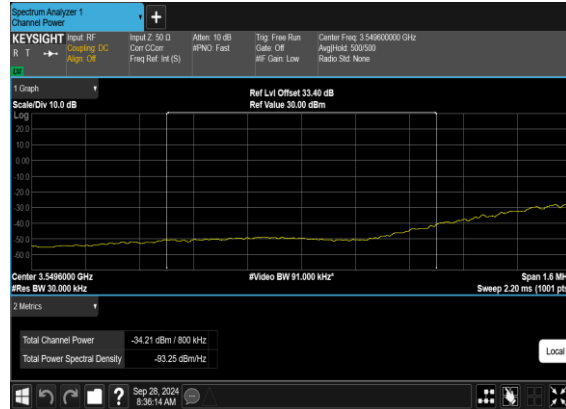 Spectrum Analyzer 1
Channel Power
KEYSIGHT
R T
Input: RF
Coupling: DC
Align: Off
Input Z: 50 Ω
Corr CCorr
Freq Ref: Int (S)
Atten: 10 dB
#PNO: Fast
Trig: Free Run
Gate: Off
#IF Gain: Low
Center Freq: 3.549600000 GHz
Avg|Hold: 500/500
Radio Std: None
1 Graph
Scale/Div 10.0 dB
Ref Lvl Offset 33.40 dB
Ref Value 30.00 dBm
Log
20.0
10.0
0.00
-10.0
-20.0
-30.0
-40.0
-50.0
-60.0
Center 3.5496000 GHz
#Res BW 30.000 kHz
#Video BW 91.000 kHz*
Span 1.6 MH
Sweep 2.20 ms (1001 pts
2 Metrics
Total Channel Power -34.21 dBm / 800 kHz
Total Power Spectral Density -93.25 dBm/Hz
Local
?
Sep 28, 2024
8:36:14 AM